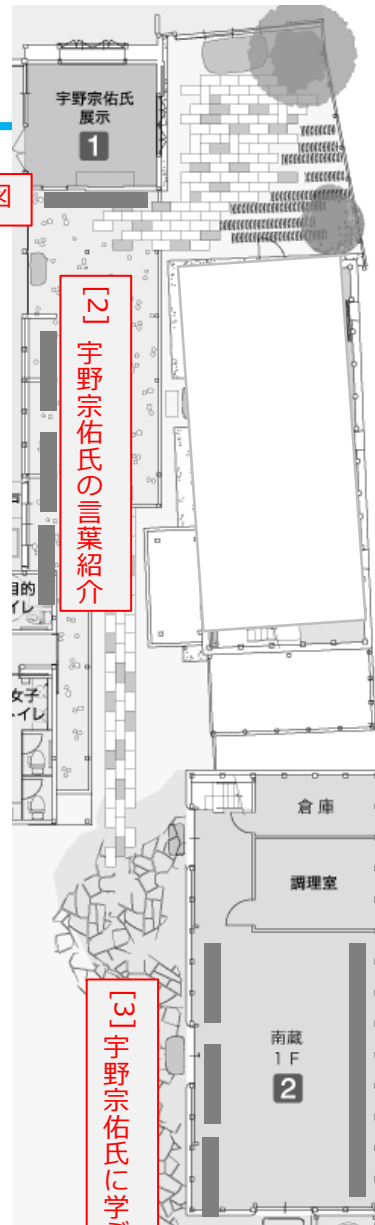 宇野宗佑氏
展示
1
図
[2] 宇野宗佑氏の言葉紹介
目的
イレ
女子
イレ
倉庫
調理室
[3]宇野宗佑氏に学ぶ
南蔵
1F
2